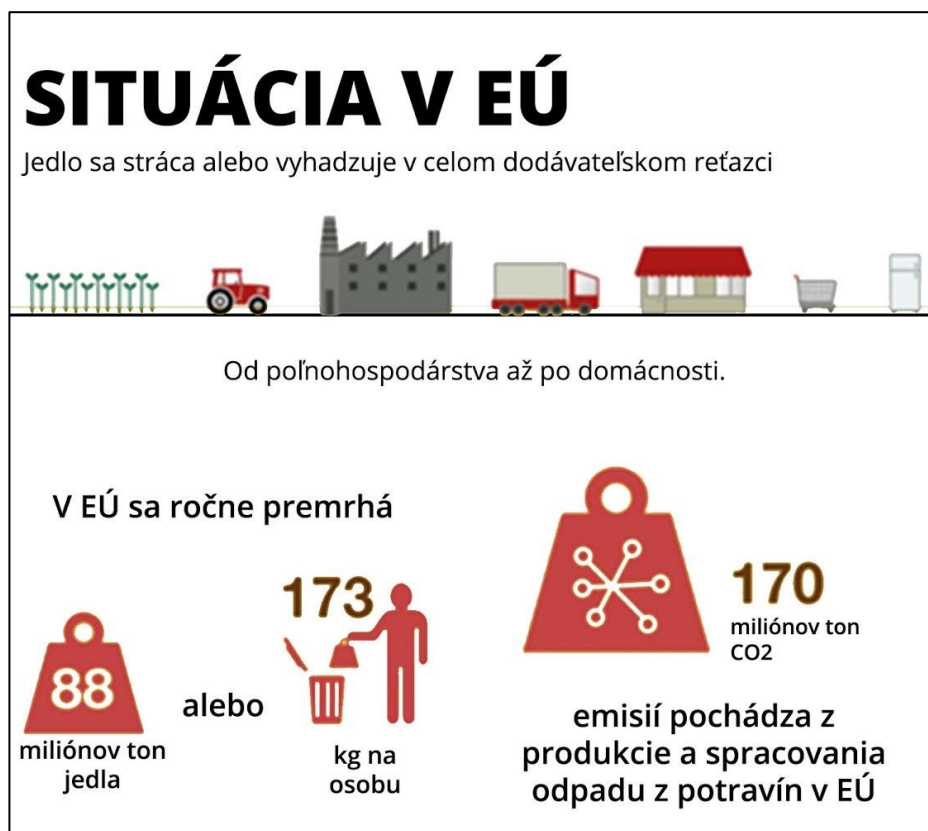 SITUÁCIA V EÚ
Jedlo sa stráca alebo vyhadzuje v celom dodávateľskom reťazci
Od poľnohospodárstva až po domácnosti.
V EÚ sa ročne premrhá
88
miliónov ton
jedla
alebo
173
kg na
osobu
170
miliónov ton
CO2
emisií pochádza z
produkcie a spracovania
odpadu z potravín v EÚ